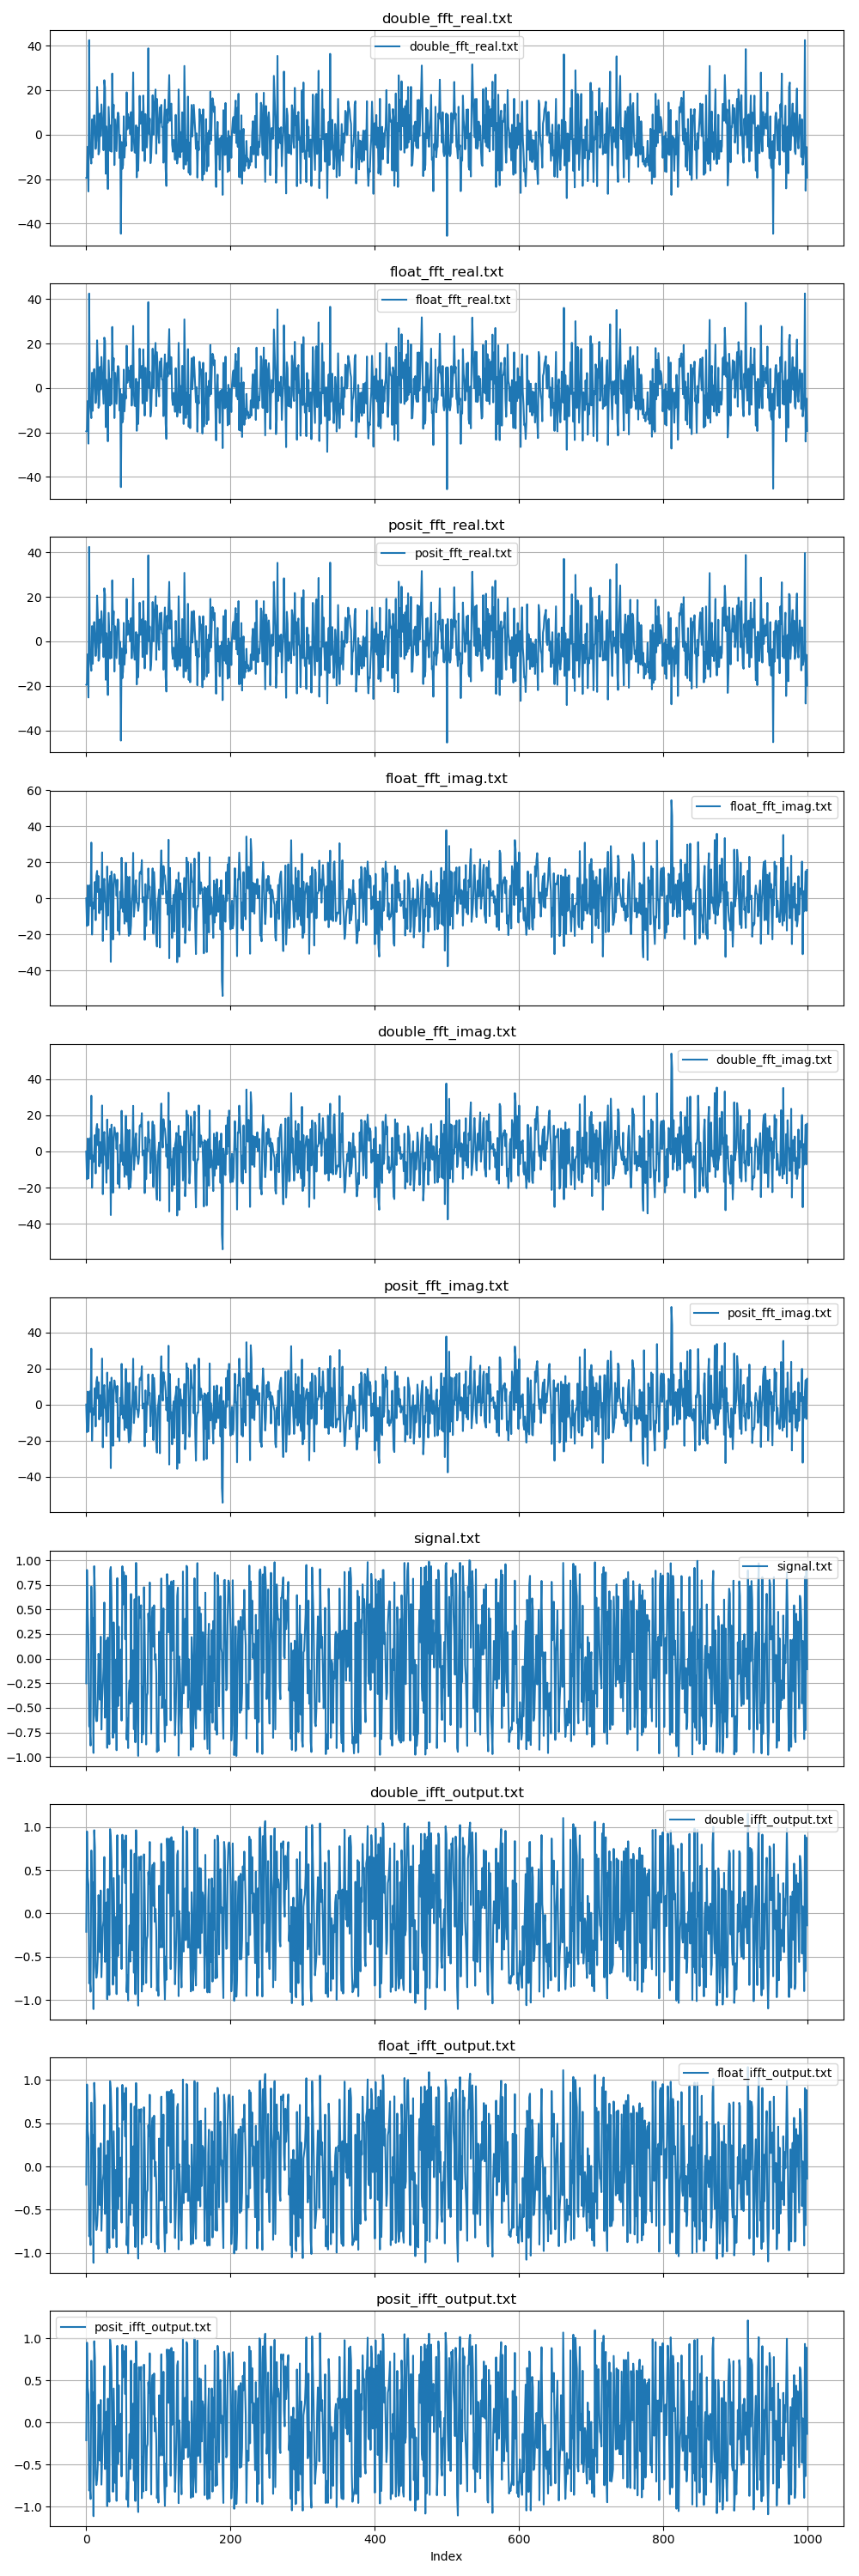 double_fft_real.txt
double_fft_real.txt
40
20
0
−20
−40
float_fft_real.txt
float_fft_real.txt
40
20
0
−20
−40
posit_fft_real.txt
posit_fft_real.txt
40
20
0
−20
−40
float_fft_imag.txt
float_fft_imag.txt
60
40
20
0
−20
−40
double_fft_imag.txt
double_fft_imag.txt
40
20
0
−20
−40
posit_fft_imag.txt
posit_fft_imag.txt
40
20
0
−20
−40
signal.txt
signal.txt
1.00
0.75
0.50
0.25
0.00
−0.25
−0.50
−0.75
−1.00
double_ifft_output.txt
double_ifft_output.txt
1.0
0.5
0.0
−0.5
−1.0
float_ifft_output.txt
float_ifft_output.txt
1.0
0.5
0.0
−0.5
−1.0
posit_ifft_output.txt
posit_ifft_output.txt
1.0
0.5
0.0
−0.5
−1.0
0 200 400 600 800 1000
Index